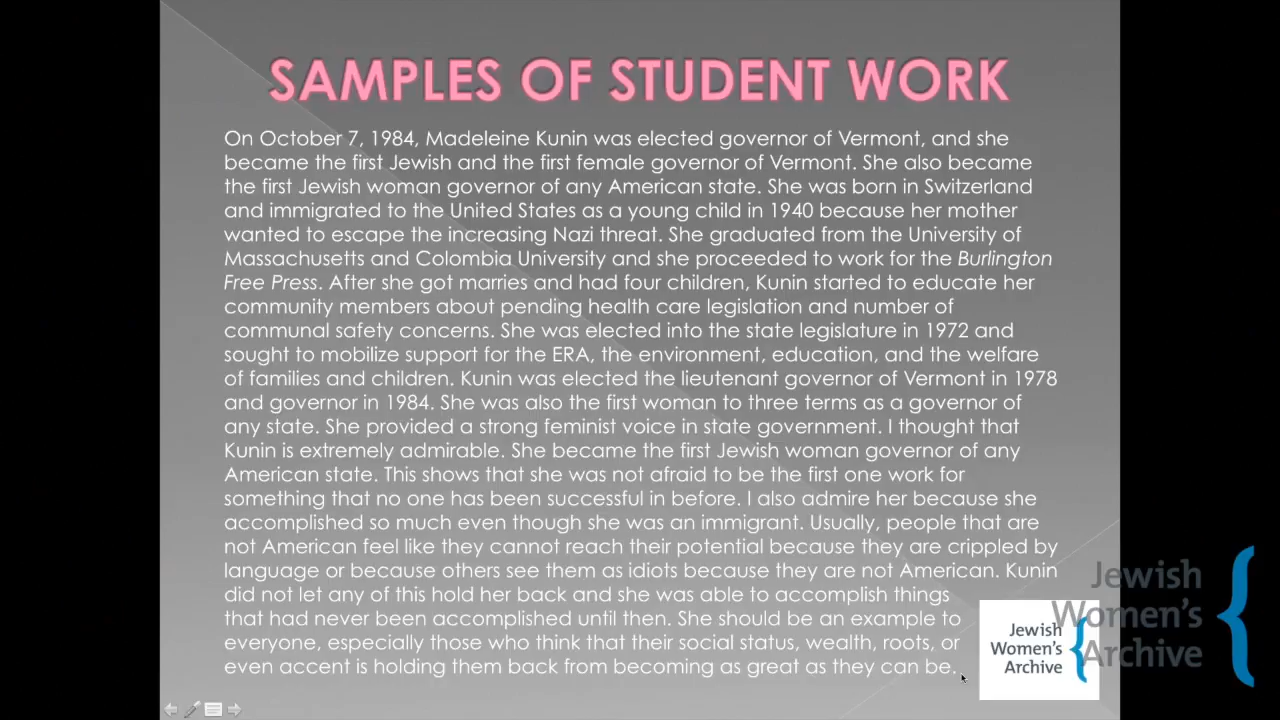 SAMPLES OF STUDENT WORK
On October 7, 1984, Madeleine Kunin was elected governor of Vermont, and she
became the first Jewish and the first female governor of Vermont. She also became
the first Jewish woman governor of any American state. She was born in Switzerland
and immigrated to the United States as a young child in 1940 because her mother
wanted to escape the increasing Nazi threat. She graduated from the University of
Massachusetts and Colombia University and she proceeded to work for the Burlington
Free Press. After she got marries and had four children, Kunin started to educate her
community members about pending health care legislation and number of
communal safety concerns. She was elected into the state legislature in 1972 and
sought to mobilize support for the ERA, the environment, education, and the welfare
of families and children. Kunin was elected the lieutenant governor of Vermont in 1978
and governor in 1984. She was also the first woman to three terms as a governor of
any state. She provided a strong feminist voice in state government. I thought that
Kunin is extremely admirable. She became the first Jewish woman governor of any
American state. This shows that she was not afraid to be the first one work for
something that no one has been successful in before. I also admire her because she
accomplished so much even though she was an immigrant. Usually, people that are
not American feel like they cannot reach their potential because they are crippled by
language or because others see them as idiots because they are not American. Kunin
did not let any of this hold her back and she was able to accomplish things
that had never been accomplished until then. She should be an example to
everyone, especially those who think that their social status, wealth, roots, or
even accent is holding them back from becoming as great as they can be.
Jewish
Women's
Archive
Jewish
Women's
Archive